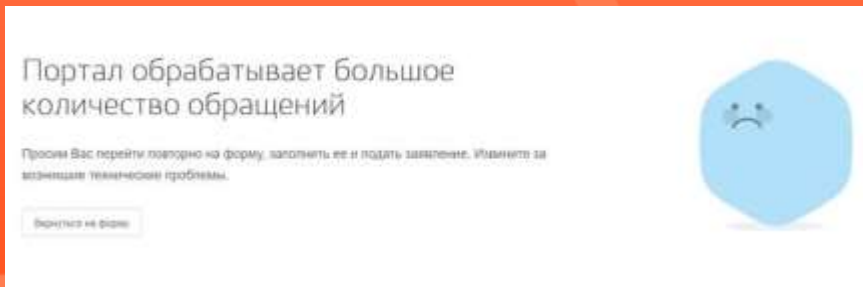 Портал обрабатывает большое
количество обращений
Просим Вас перейти повторно на форму, заполнить ее и подать заявление. Извините за
возникшие технические проблемы.
Вернуться на форму